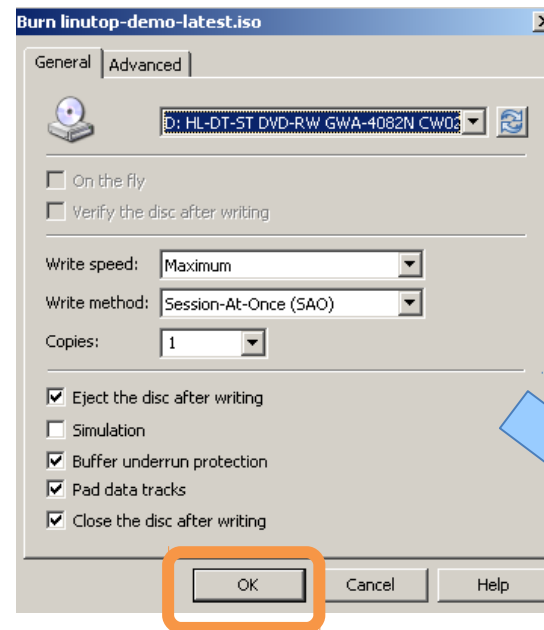 Burn linutop-demo-latest.iso
General Advanced
D: HL-DT-ST DVD-RW GWA-4082N CW02
On the fly
Verify the disc after writing
Write speed: Maximum
Write method: Session-At-Once (SAO)
Copies: 1
Eject the disc after writing
Simulation
Buffer underrun protection
Pad data tracks
Close the disc after writing
OK Cancel Help